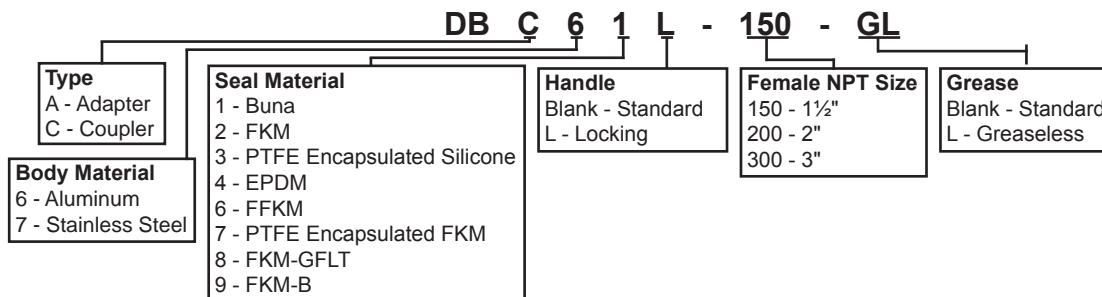 DB C 6 1 L - 150 - GL
Type
A - Adapter
C - Coupler
Body Material
6 - Aluminum
7 - Stainless Steel
Seal Material
1 - Buna
2 - FKM
3 - PTFE Encapsulated Silicone
4 - EPDM
6 - FFKM
7 - PTFE Encapsulated FKM
8 - FKM-GFLT
9 - FKM-B
Handle
Blank - Standard
L - Locking
Female NPT Size
150 - 1½"
200 - 2"
300 - 3"
Grease
Blank - Standard
L - Greaseless